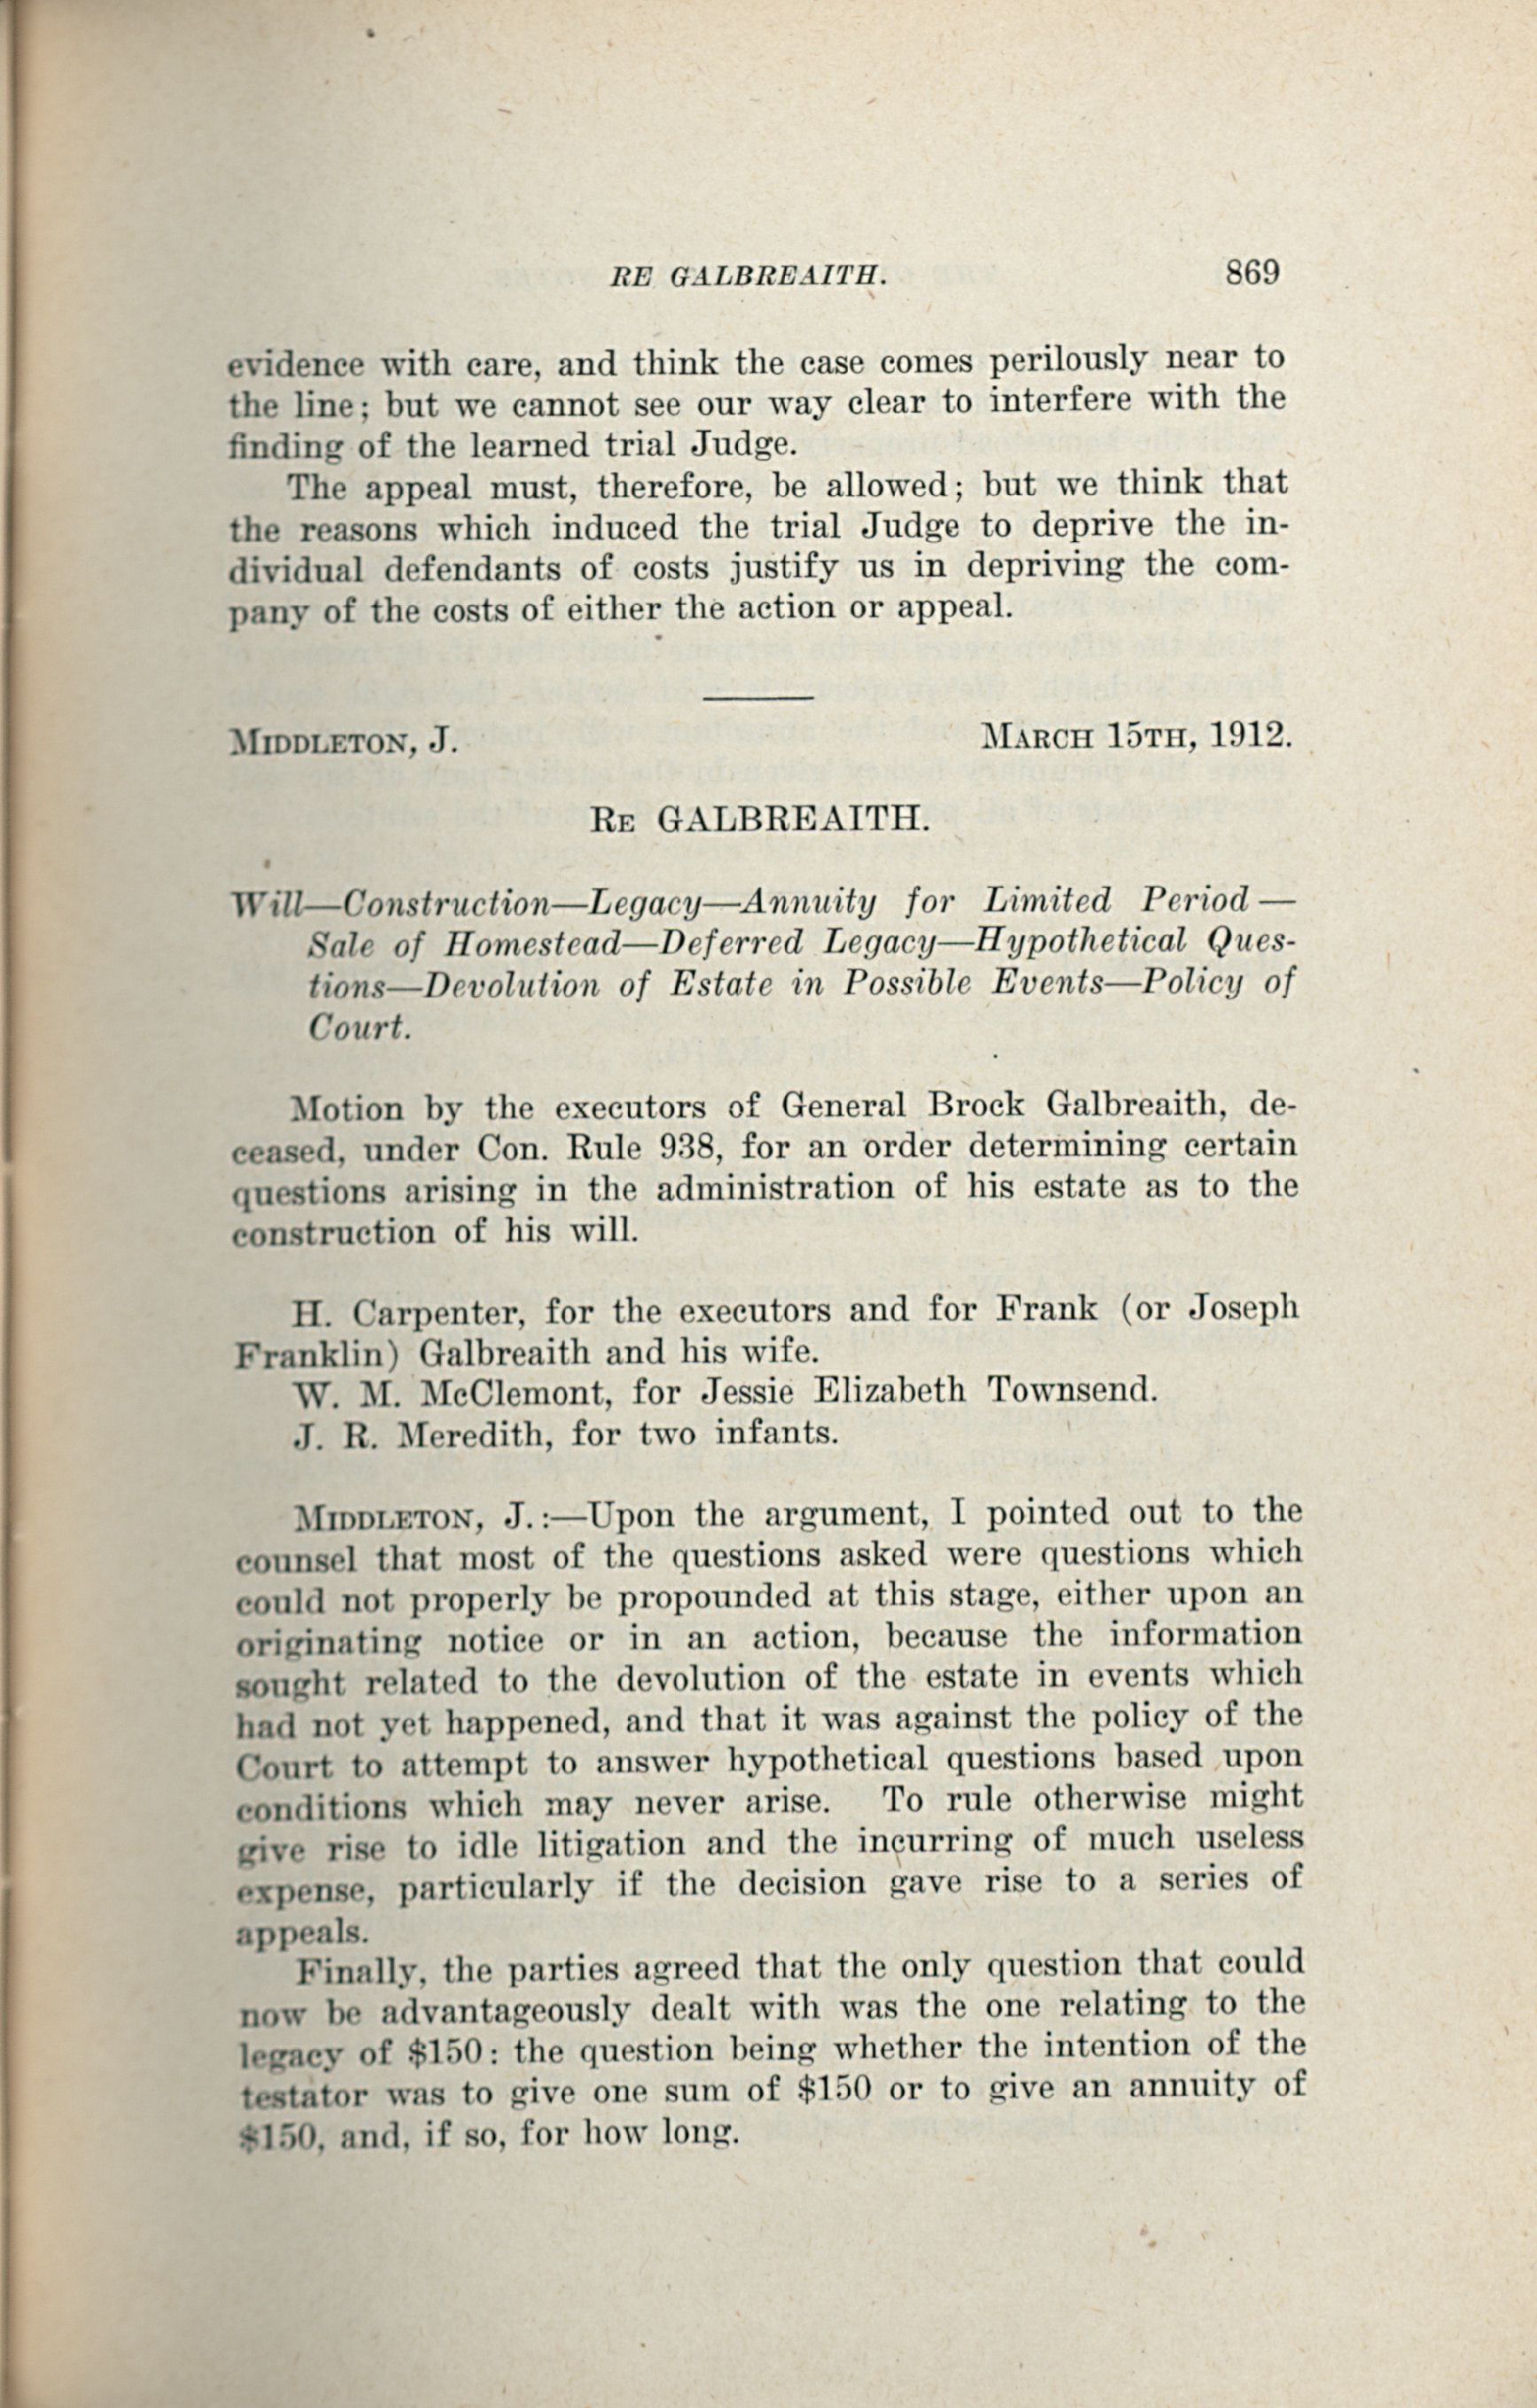 RE GALBREAITH. 869
evidence with care, and think the case comes perilously near to
the line; but we cannot see our way clear to interfere with the
finding of the learned trial Judge.
The appeal must, therefore, be allowed; but we think that
the reasons which induced the trial Judge to deprive the in-
dividual defendants of costs justify us in depriving the com-
pany of the costs of either the action or appeal.
MIDDLETON, J. MARCH 15TH, 1912.
RE GALBREAITH.
Will—Construction—Legacy—Annuity for Limited Period—
Sale of Homestead—Deferred Legacy—Hypothetical Ques-
tions—Devolution of Estate in Possible Events—Policy of
Court.
Motion by the executors of General Brock Galbreaith, de-
ceased, under Con. Rule 938, for an order determining certain
questions arising in the administration of his estate as to the
construction of his will.
H. Carpenter, for the executors and for Frank (or Joseph
Franklin) Galbreaith and his wife.
W. M. McClemont, for Jessie Elizabeth Townsend.
J. R. Meredith, for two infants.
MIDDLETON, J.:—Upon the argument, I pointed out to the
counsel that most of the questions asked were questions which
could not properly be propounded at this stage, either upon an
originating notice or in an action, because the information
sought related to the devolution of the estate in events which
had not yet happened, and that it was against the policy of the
Court to attempt to answer hypothetical questions based upon
conditions which may never arise. To rule otherwise might
give rise to idle litigation and the incurring of much useless
expense, particularly if the decision gave rise to a series of
appeals.
Finally, the parties agreed that the only question that could
now be advantageously dealt with was the one relating to the
legacy of $150: the question being whether the intention of the
testator was to give one sum of $150 or to give an annuity of
$150, and, if so, for how long.